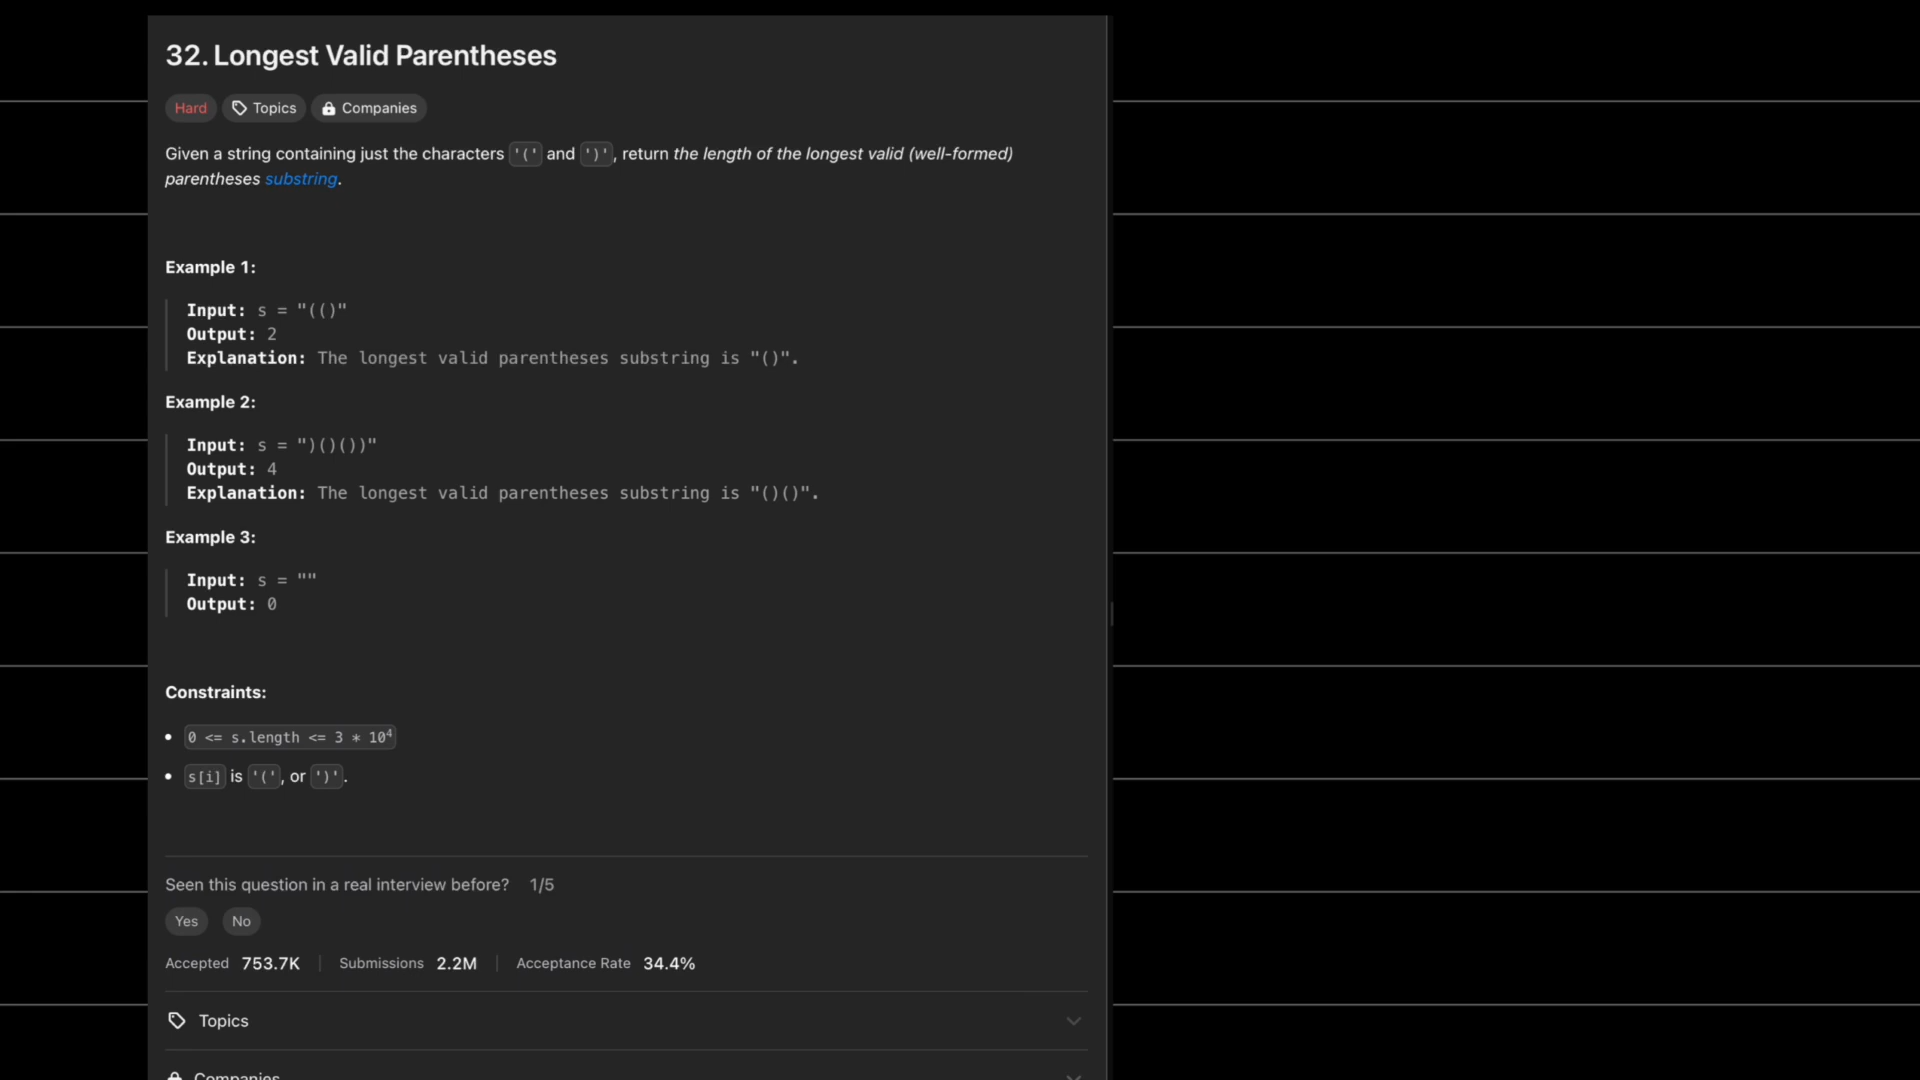 32. Longest Valid Parentheses
Hard Topics Companies
Given a string containing just the characters '(' and ')', return the length of the longest valid (well-formed)
parentheses substring.
Example 1:
Input: s = "(()"
Output: 2
Explanation: The longest valid parentheses substring is "()".
Example 2:
Input: s = ")()())"
Output: 4
Explanation: The longest valid parentheses substring is "()()".
Example 3:
Input: s = ""
Output: 0
Constraints:
• 0 <= s.length <= 3 * 10⁴
• s[i] is '(', or ')'.
Seen this question in a real interview before? 1/5
Yes No
Accepted 753.7K | Submissions 2.2M | Acceptance Rate 34.4%
Topics
Companies